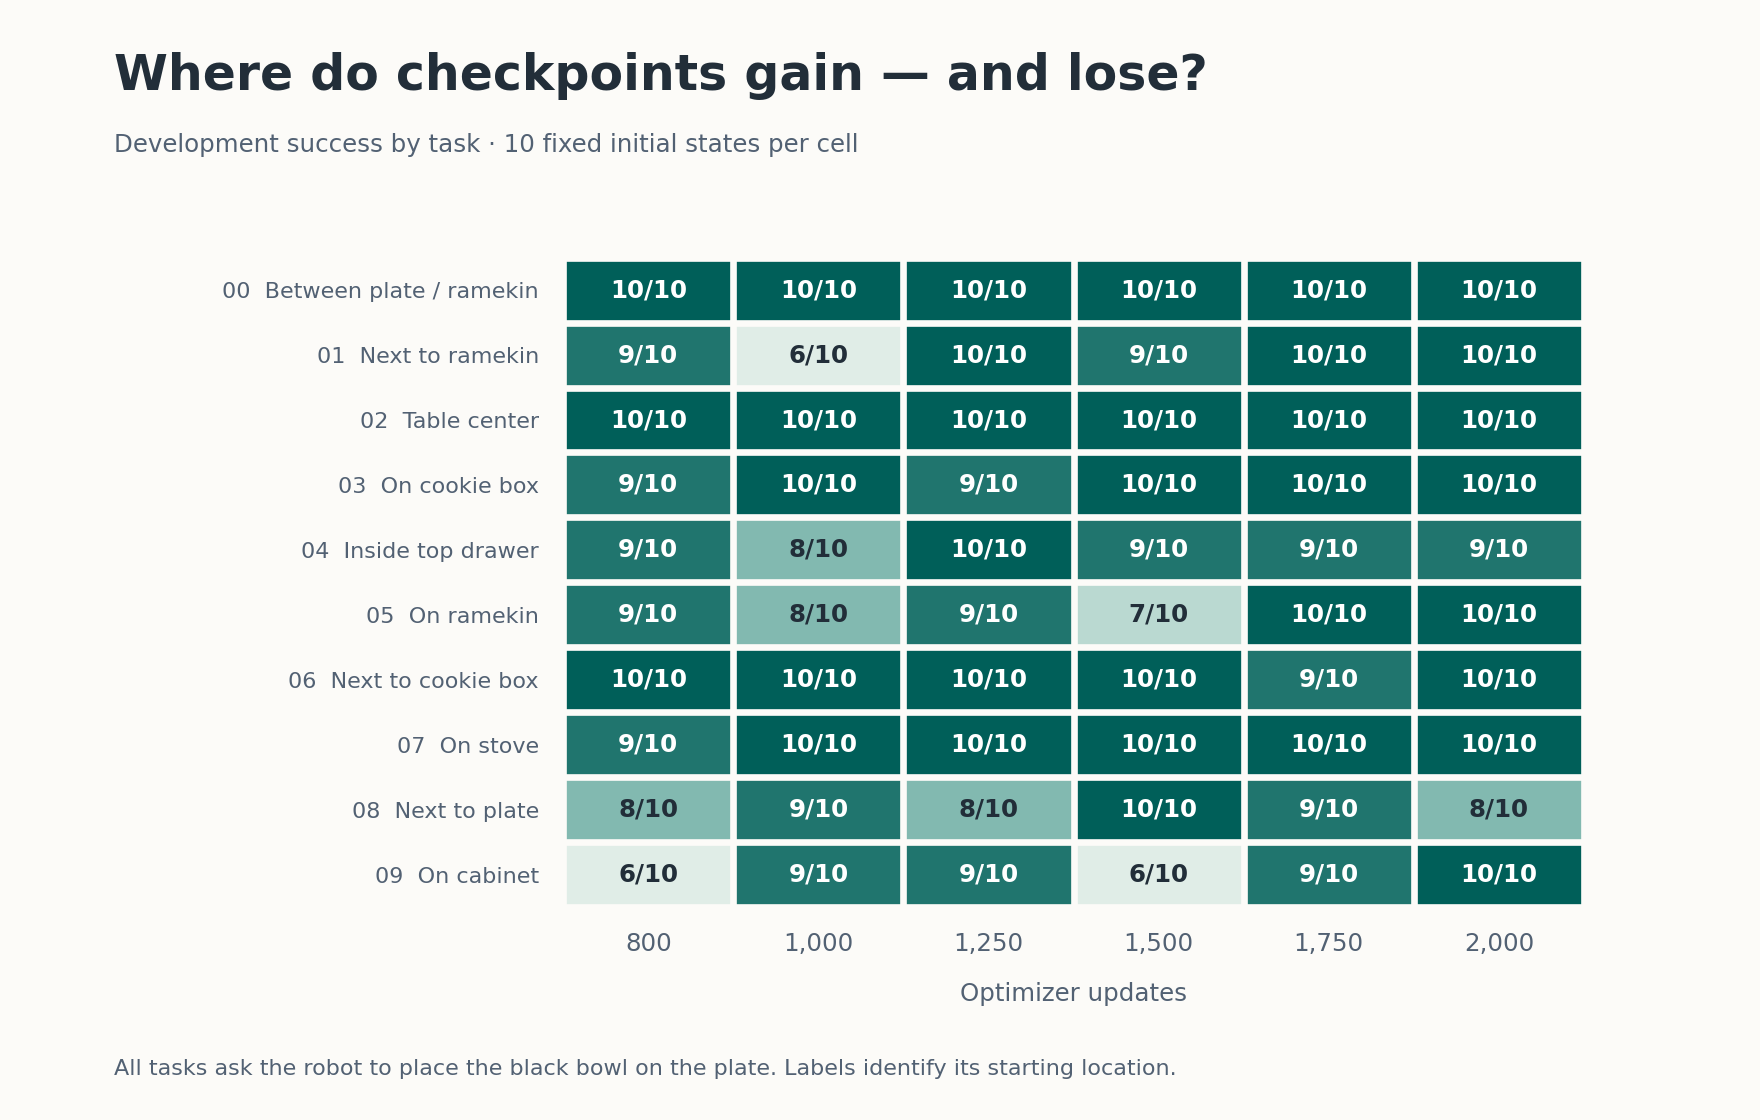 Where do checkpoints gain — and lose?
Development success by task · 10 fixed initial states per cell
00 Between plate / ramekin 10/10 10/10 10/10 10/10 10/10 10/10
01 Next to ramekin 9/10 6/10 10/10 9/10 10/10 10/10
02 Table center 10/10 10/10 10/10 10/10 10/10 10/10
03 On cookie box 9/10 10/10 9/10 10/10 10/10 10/10
04 Inside top drawer 9/10 8/10 10/10 9/10 9/10 9/10
05 On ramekin 9/10 8/10 9/10 7/10 10/10 10/10
06 Next to cookie box 10/10 10/10 10/10 10/10 9/10 10/10
07 On stove 9/10 10/10 10/10 10/10 10/10 10/10
08 Next to plate 8/10 9/10 8/10 10/10 9/10 8/10
09 On cabinet 6/10 9/10 9/10 6/10 9/10 10/10
800 1,000 1,250 1,500 1,750 2,000
Optimizer updates
All tasks ask the robot to place the black bowl on the plate. Labels identify its starting location.